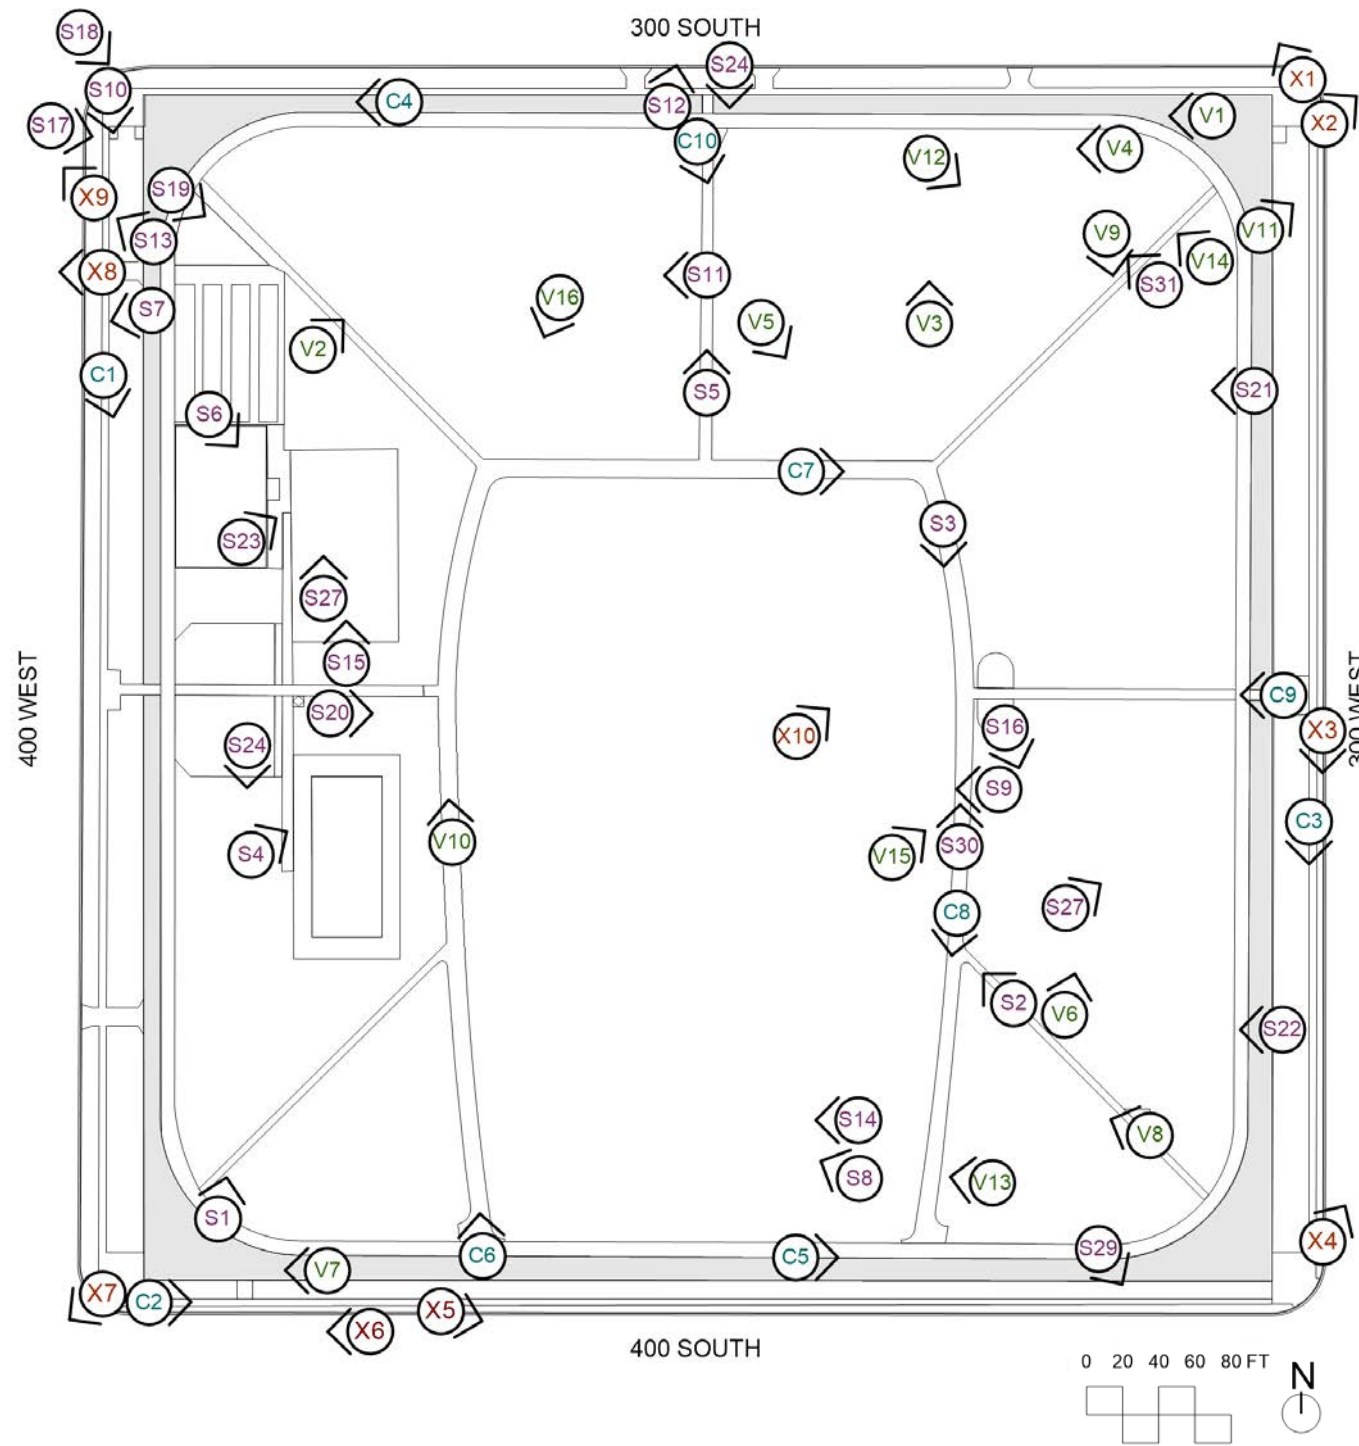 S18
300 SOUTH
S24
X1
S10
C4
S12
V1
X2
S17
C10
V12
V4
S19
X9
V9
V11
S13
V14
X8
S11
S31
V16
S7
V5
V3
V2
C1
S5
S21
S6
C7
S3
S23
S27
S15
400 WEST
C9
S20
S16
X3
300 WEST
X10
S24
S9
C3
V10
S30
S4
V15
S27
C8
S2
V6
S22
S14
V8
S8
V13
S1
X4
C6
C5
S29
V7
X7
C2
X5
X6
400 SOUTH
0 20 40 60 80 FT
N